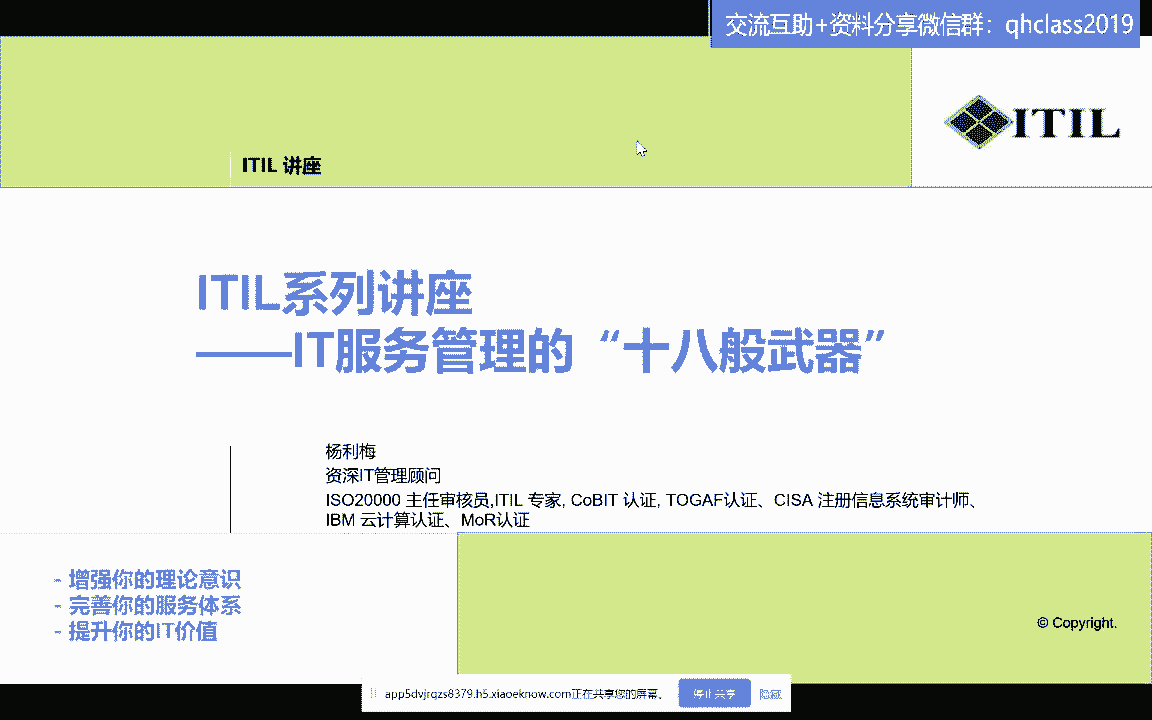 交流互助+资料分享微信群：qhclass2019
ITIL
ITIL 讲座
ITIL系列讲座
——IT服务管理的“十八般武器”
杨利梅
资深IT管理顾问
ISO20000 主任审核员,ITIL 专家, CoBIT 认证, TOGAF认证、CISA 注册信息系统审计师、
IBM 云计算认证、MoR认证
- 增强你的理论意识
- 完善你的服务体系
- 提升你的IT价值
© Copyright.
app5dvjrqzs8379.h5.xiaoeknow.com正在共享您的屏幕。 停止共享 隐藏